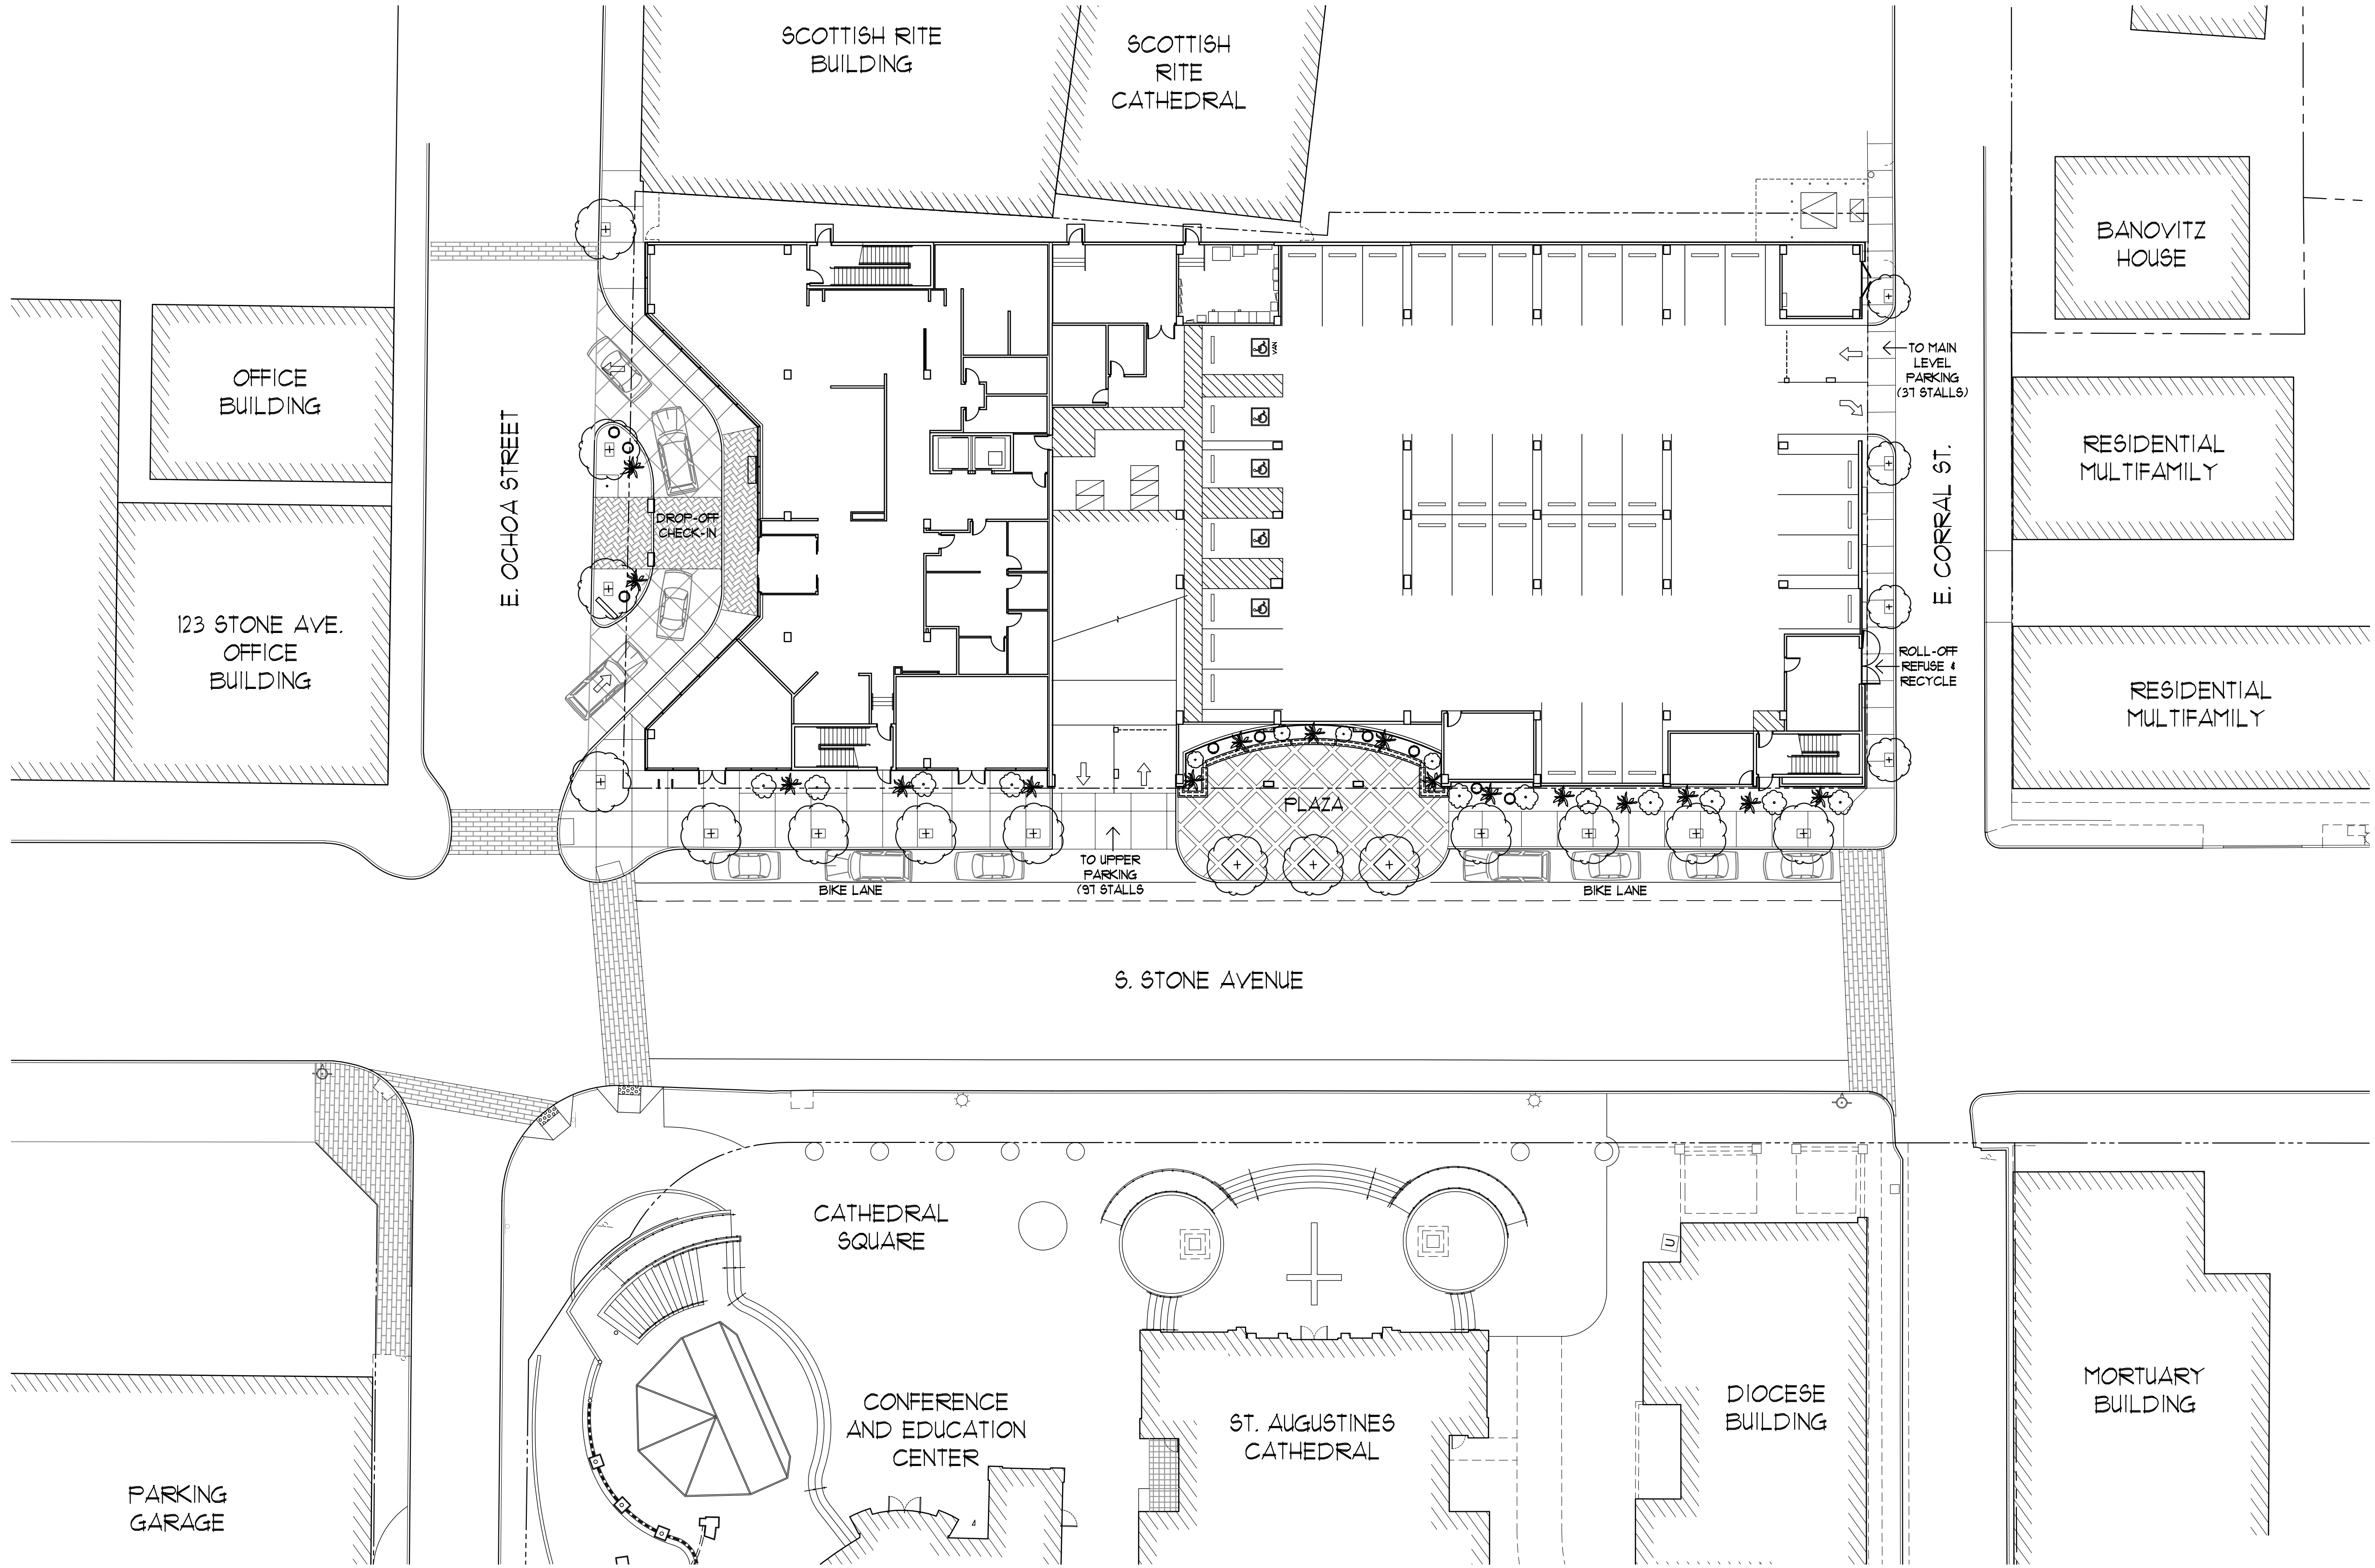 SCOTTISH RITE
BUILDING
SCOTTISH
RITE
CATHEDRAL
BANOVITZ
HOUSE
OFFICE
BUILDING
E. OCHOA STREET
DROP-OFF
CHECK-IN
VAN
TO MAIN
LEVEL
PARKING
(37 STALLS)
E. CORRAL ST.
RESIDENTIAL
MULTIFAMILY
123 STONE AVE.
OFFICE
BUILDING
ROLL-OFF
REFUSE &
RECYCLE
RESIDENTIAL
MULTIFAMILY
PLAZA
TO UPPER
PARKING
(97 STALLS
BIKE LANE
BIKE LANE
S. STONE AVENUE
CATHEDRAL
SQUARE
U
CONFERENCE
AND EDUCATION
CENTER
ST. AUGUSTINES
CATHEDRAL
DIOCESE
BUILDING
MORTUARY
BUILDING
PARKING
GARAGE